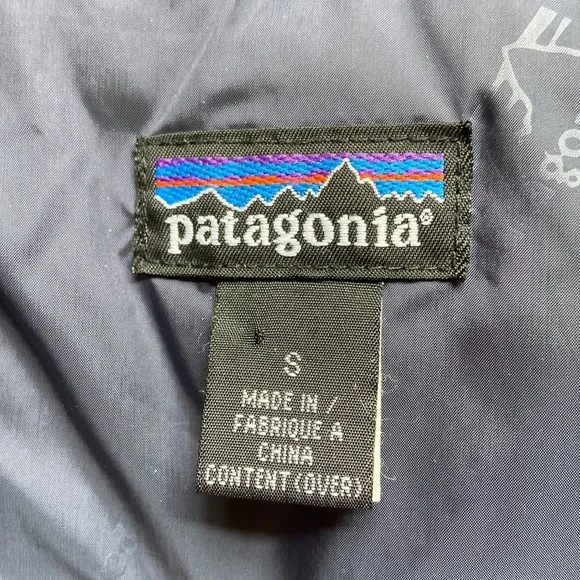 patagonia®
S
MADE IN /
FABRIQUE A
CHINA
CONTENT (OVER)